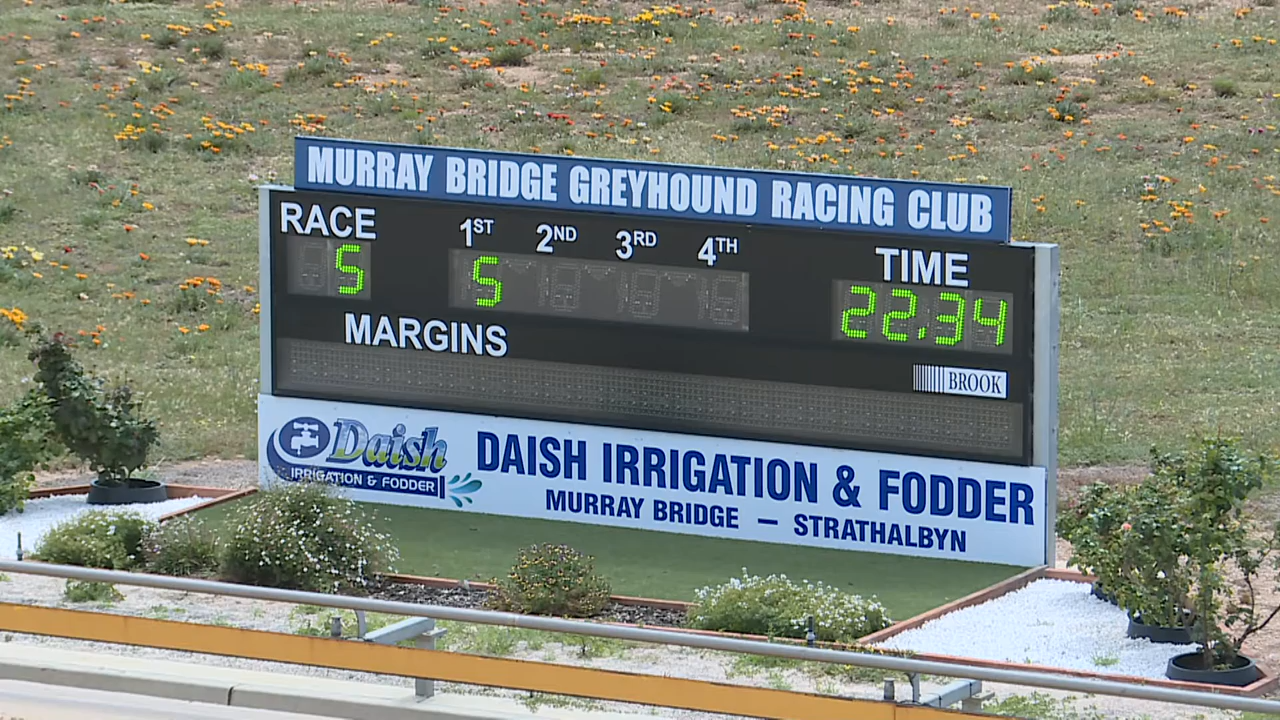 MURRAY BRIDGE GREYHOUND RACING CLUB
RACE 1ST 2ND 3RD 4TH TIME
5 5 22.34
MARGINS
BROOK
Daish
IRRIGATION & FODDER
DAISH IRRIGATION & FODDER
MURRAY BRIDGE – STRATHALBYN